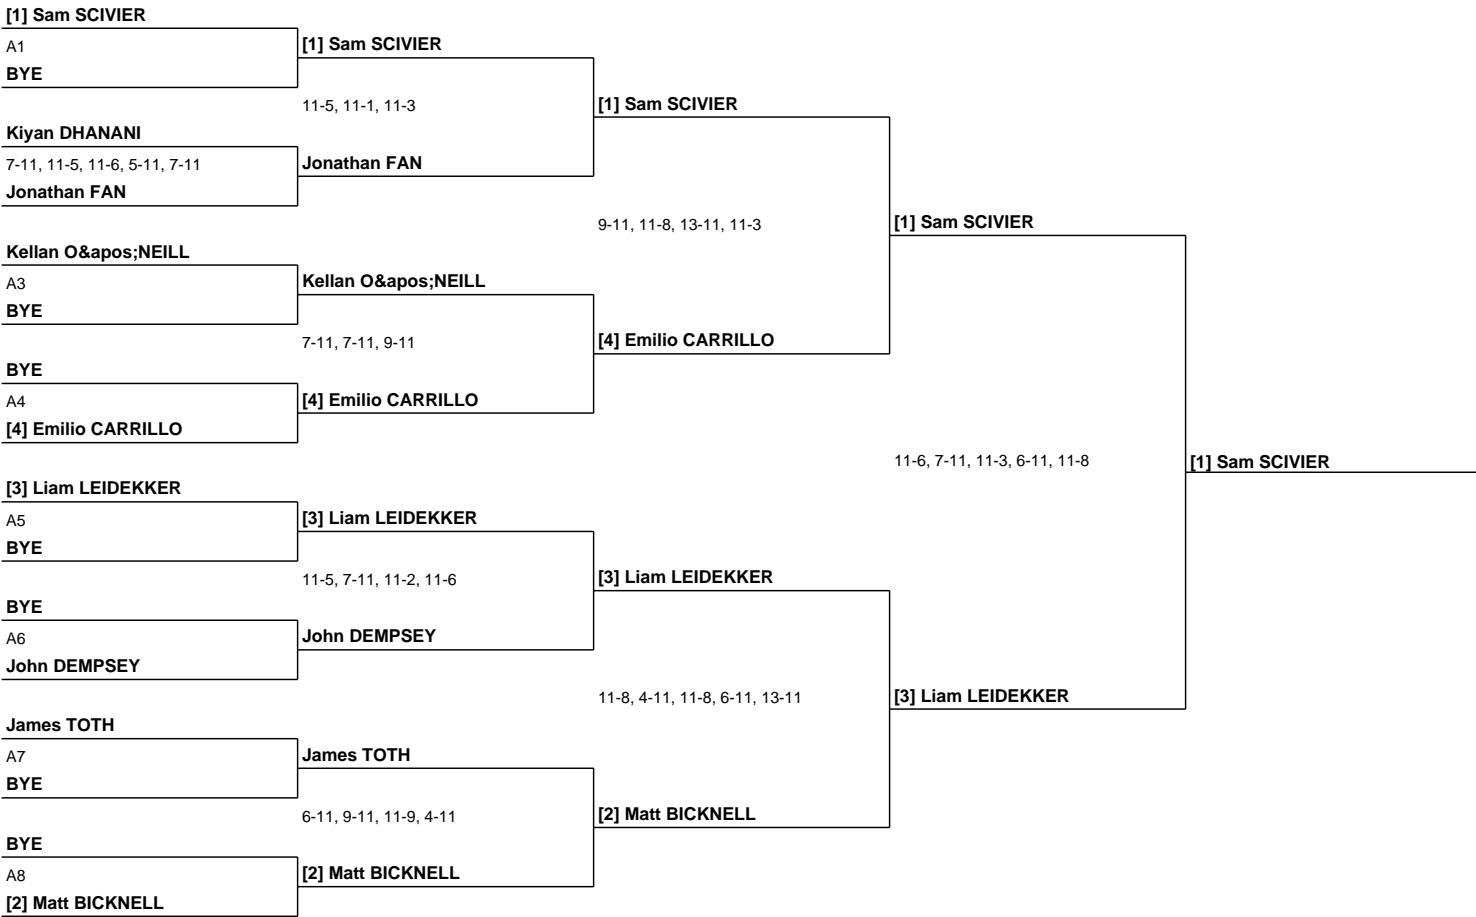 [1] Sam SCIVIER
A1
BYE
Kiyan DHANANI
7-11, 11-5, 11-6, 5-11, 7-11
Jonathan FAN
Kellan O&apos;NEILL
A3
BYE
BYE
A4
[4] Emilio CARRILLO
[3] Liam LEIDEKKER
A5
BYE
BYE
A6
John DEMPSEY
James TOTH
A7
BYE
BYE
A8
[2] Matt BICKNELL
[1] Sam SCIVIER
11-5, 11-1, 11-3
Jonathan FAN
Kellan O&apos;NEILL
7-11, 7-11, 9-11
[4] Emilio CARRILLO
[3] Liam LEIDEKKER
11-5, 7-11, 11-2, 11-6
John DEMPSEY
James TOTH
6-11, 9-11, 11-9, 4-11
[2] Matt BICKNELL
[1] Sam SCIVIER
9-11, 11-8, 13-11, 11-3
[4] Emilio CARRILLO
[3] Liam LEIDEKKER
11-8, 4-11, 11-8, 6-11, 13-11
[2] Matt BICKNELL
[1] Sam SCIVIER
11-6, 7-11, 11-3, 6-11, 11-8
[3] Liam LEIDEKKER
[1] Sam SCIVIER